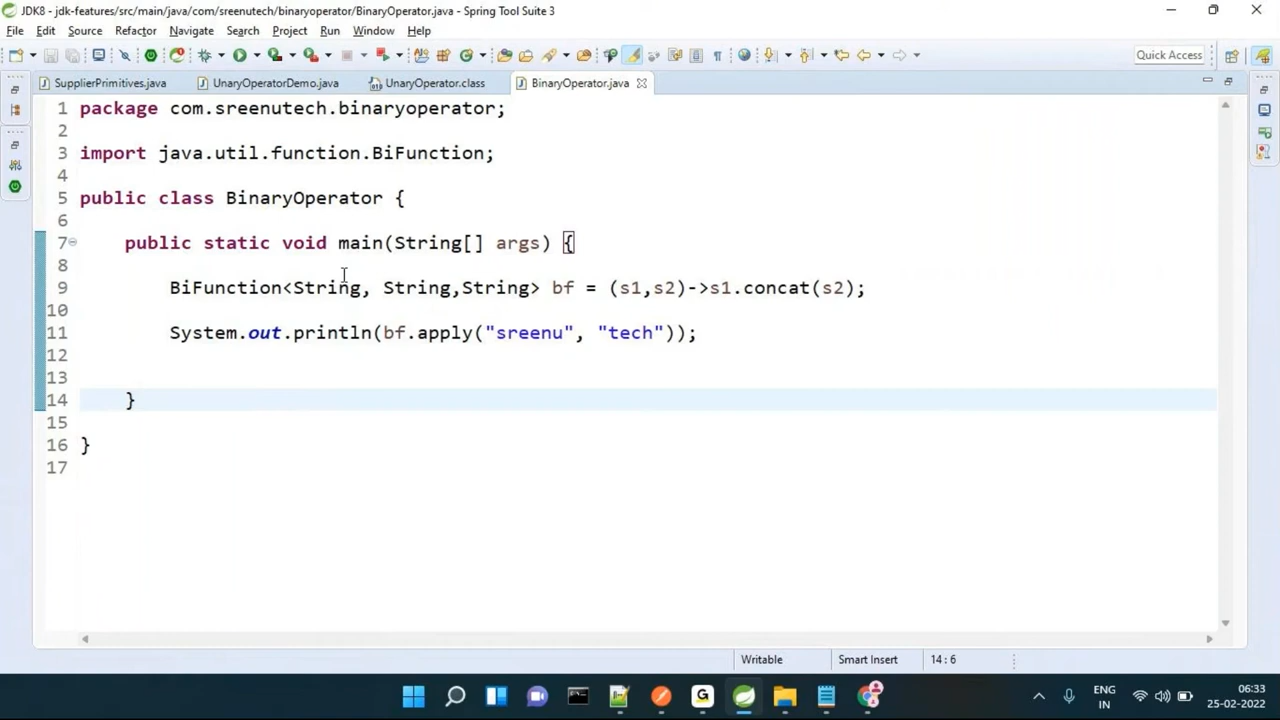 JDK8 - jdk-features/src/main/java/com/sreenutech/binaryoperator/BinaryOperator.java - Spring Tool Suite 3
File Edit Source Refactor Navigate Search Project Run Window Help
Quick Access
SupplierPrimitives.java UnaryOperatorDemo.java UnaryOperator.class BinaryOperator.java
1 package com.sreenutech.binaryoperator;
2
3 import java.util.function.BiFunction;
4
5 public class BinaryOperator {
6
7 public static void main(String[] args) {
8
9 BiFunction<String, String,String> bf = (s1,s2)->s1.concat(s2);
10
11 System.out.println(bf.apply("sreenu", "tech"));
12
13
14 }
15
16 }
17
Writable Smart Insert 14:6
ENG 06:33
IN 25-02-2022